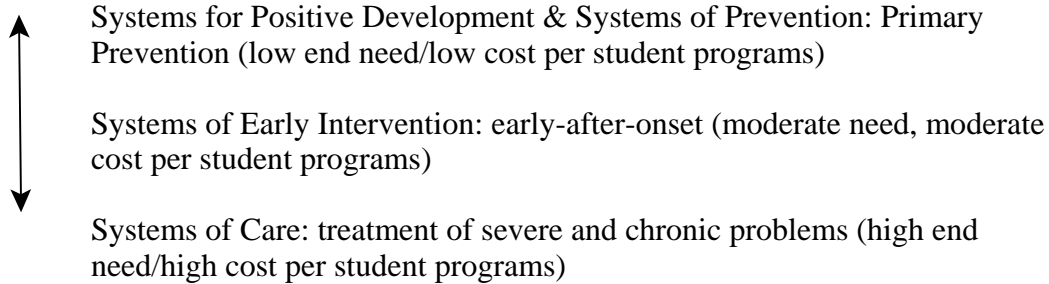 Systems for Positive Development & Systems of Prevention: Primary
Prevention (low end need/low cost per student programs)
Systems of Early Intervention: early-after-onset (moderate need, moderate
cost per student programs)
Systems of Care: treatment of severe and chronic problems (high end
need/high cost per student programs)